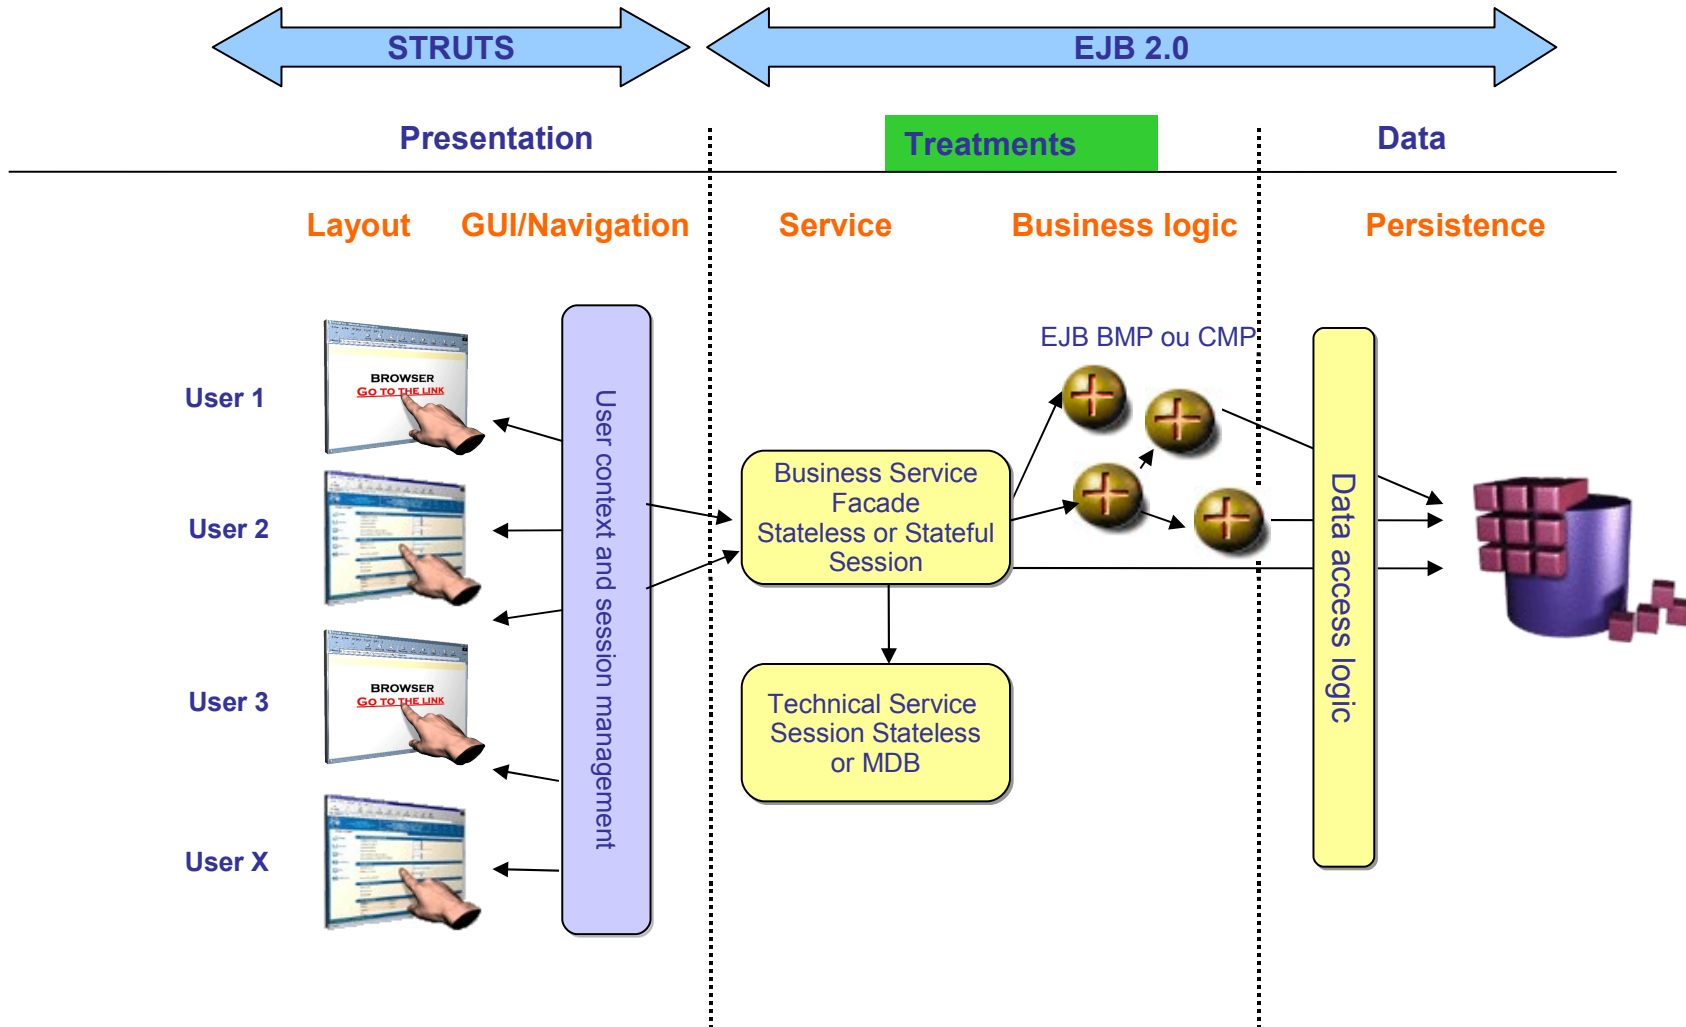 STRUTS
EJB 2.0
Presentation
Treatments
Data
Layout
GUI/Navigation
Service
Business logic
Persistence
User 1
BROWSER
GO TO THE LINK
User 2
User 3
BROWSER
GO TO THE LINK
User X
User context and session management
Business Service
Facade
Stateless or Stateful
Session
Technical Service
Session Stateless
or MDB
EJB BMP ou CMP
Data access logic